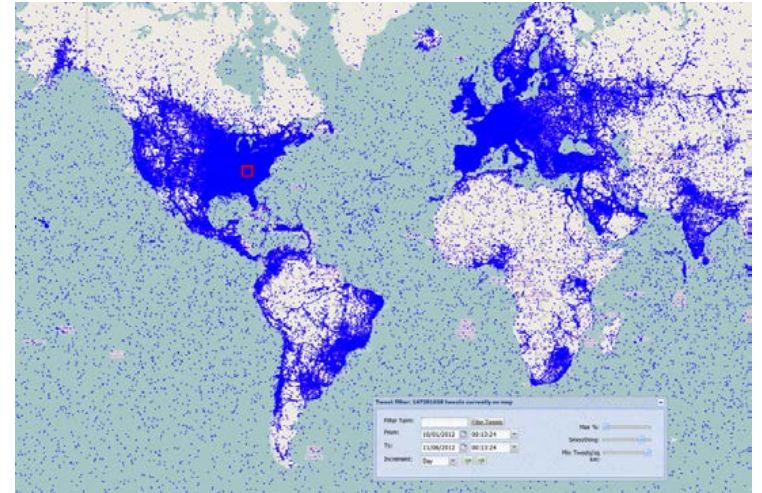 Tweet Filter: 147581658 tweets currently on map
Filter Term:
Filter Tweets
From: 10/01/2012 00:13:24
To: 11/06/2012 00:13:24
Increment: Day
Max %:
Smoothing:
Min Tweets/sq km: